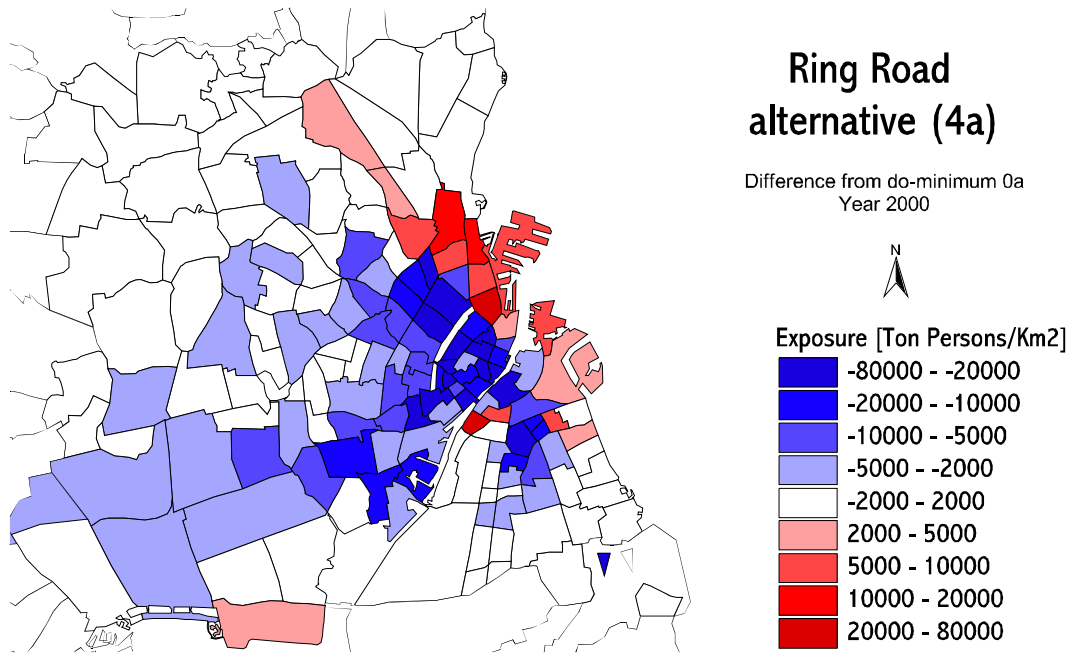 Ring Road
alternative (4a)
Difference from do-minimum 0a
Year 2000
N
Exposure [Ton Persons/Km2]
-80000 - -20000
-20000 - -10000
-10000 - -5000
-5000 - -2000
-2000 - 2000
2000 - 5000
5000 - 10000
10000 - 20000
20000 - 80000